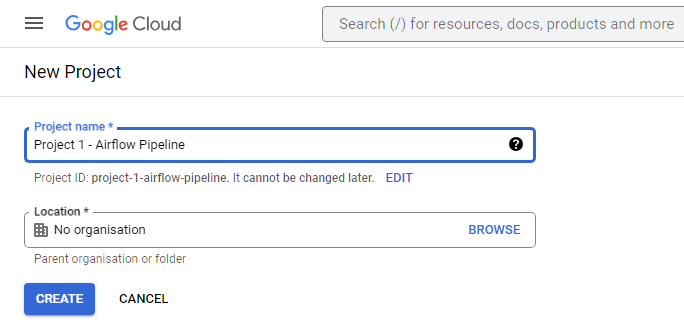 Google Cloud
Search (/) for resources, docs, products and more
New Project
Project name *
Project 1 - Airflow Pipeline
?
Project ID: project-1-airflow-pipeline. It cannot be changed later. EDIT
Location *
No organisation BROWSE
Parent organisation or folder
CREATE CANCEL